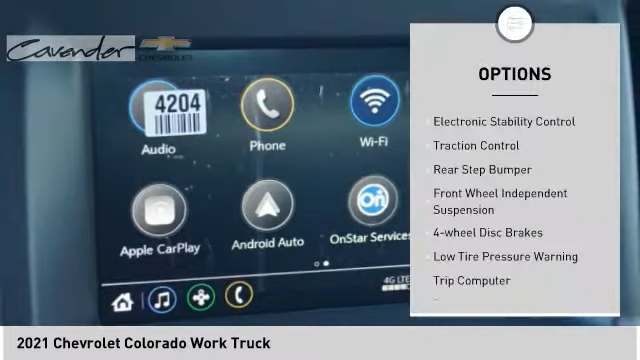 Cavender
CHEVROLET
4204
Audio
Phone
Wi-Fi
Apple CarPlay
Android Auto
OnStar Services
4G LTE
OPTIONS
Electronic Stability Control
Traction Control
Rear Step Bumper
Front Wheel Independent
Suspension
4-wheel Disc Brakes
Low Tire Pressure Warning
Trip Computer
2021 Chevrolet Colorado Work Truck